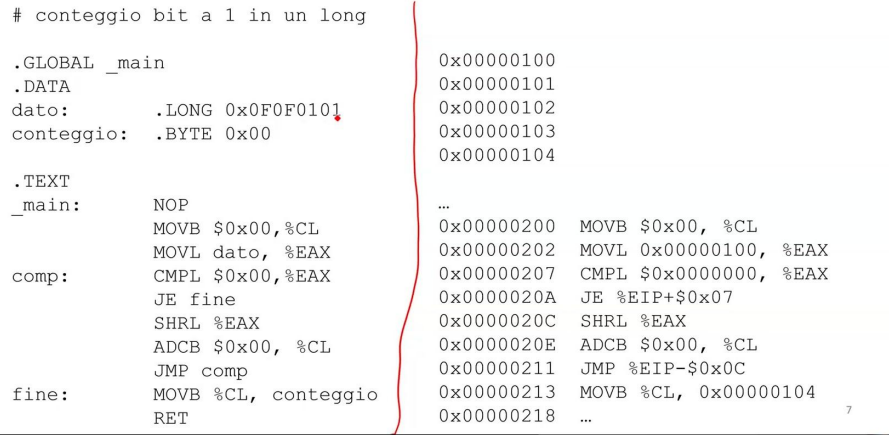 # conteggio bit a 1 in un long
.GLOBAL _main
.DATA
dato: .LONG 0x0F0F0101
conteggio: .BYTE 0x00
.TEXT
_main: NOP
MOVB $0x00,%CL
MOVL dato, %EAX
comp: CMPL $0x00,%EAX
JE fine
SHRL %EAX
ADCB $0x00, %CL
JMP comp
fine: MOVB %CL, conteggio
RET
0x00000100
0x00000101
0x00000102
0x00000103
0x00000104
…
0x00000200 MOVB $0x00, %CL
0x00000202 MOVL 0x00000100, %EAX
0x00000207 CMPL $0x0000000, %EAX
0x0000020A JE %EIP+$0x07
0x0000020C SHRL %EAX
0x0000020E ADCB $0x00, %CL
0x00000211 JMP %EIP-$0x0C
0x00000213 MOVB %CL, 0x00000104
0x00000218 …
7